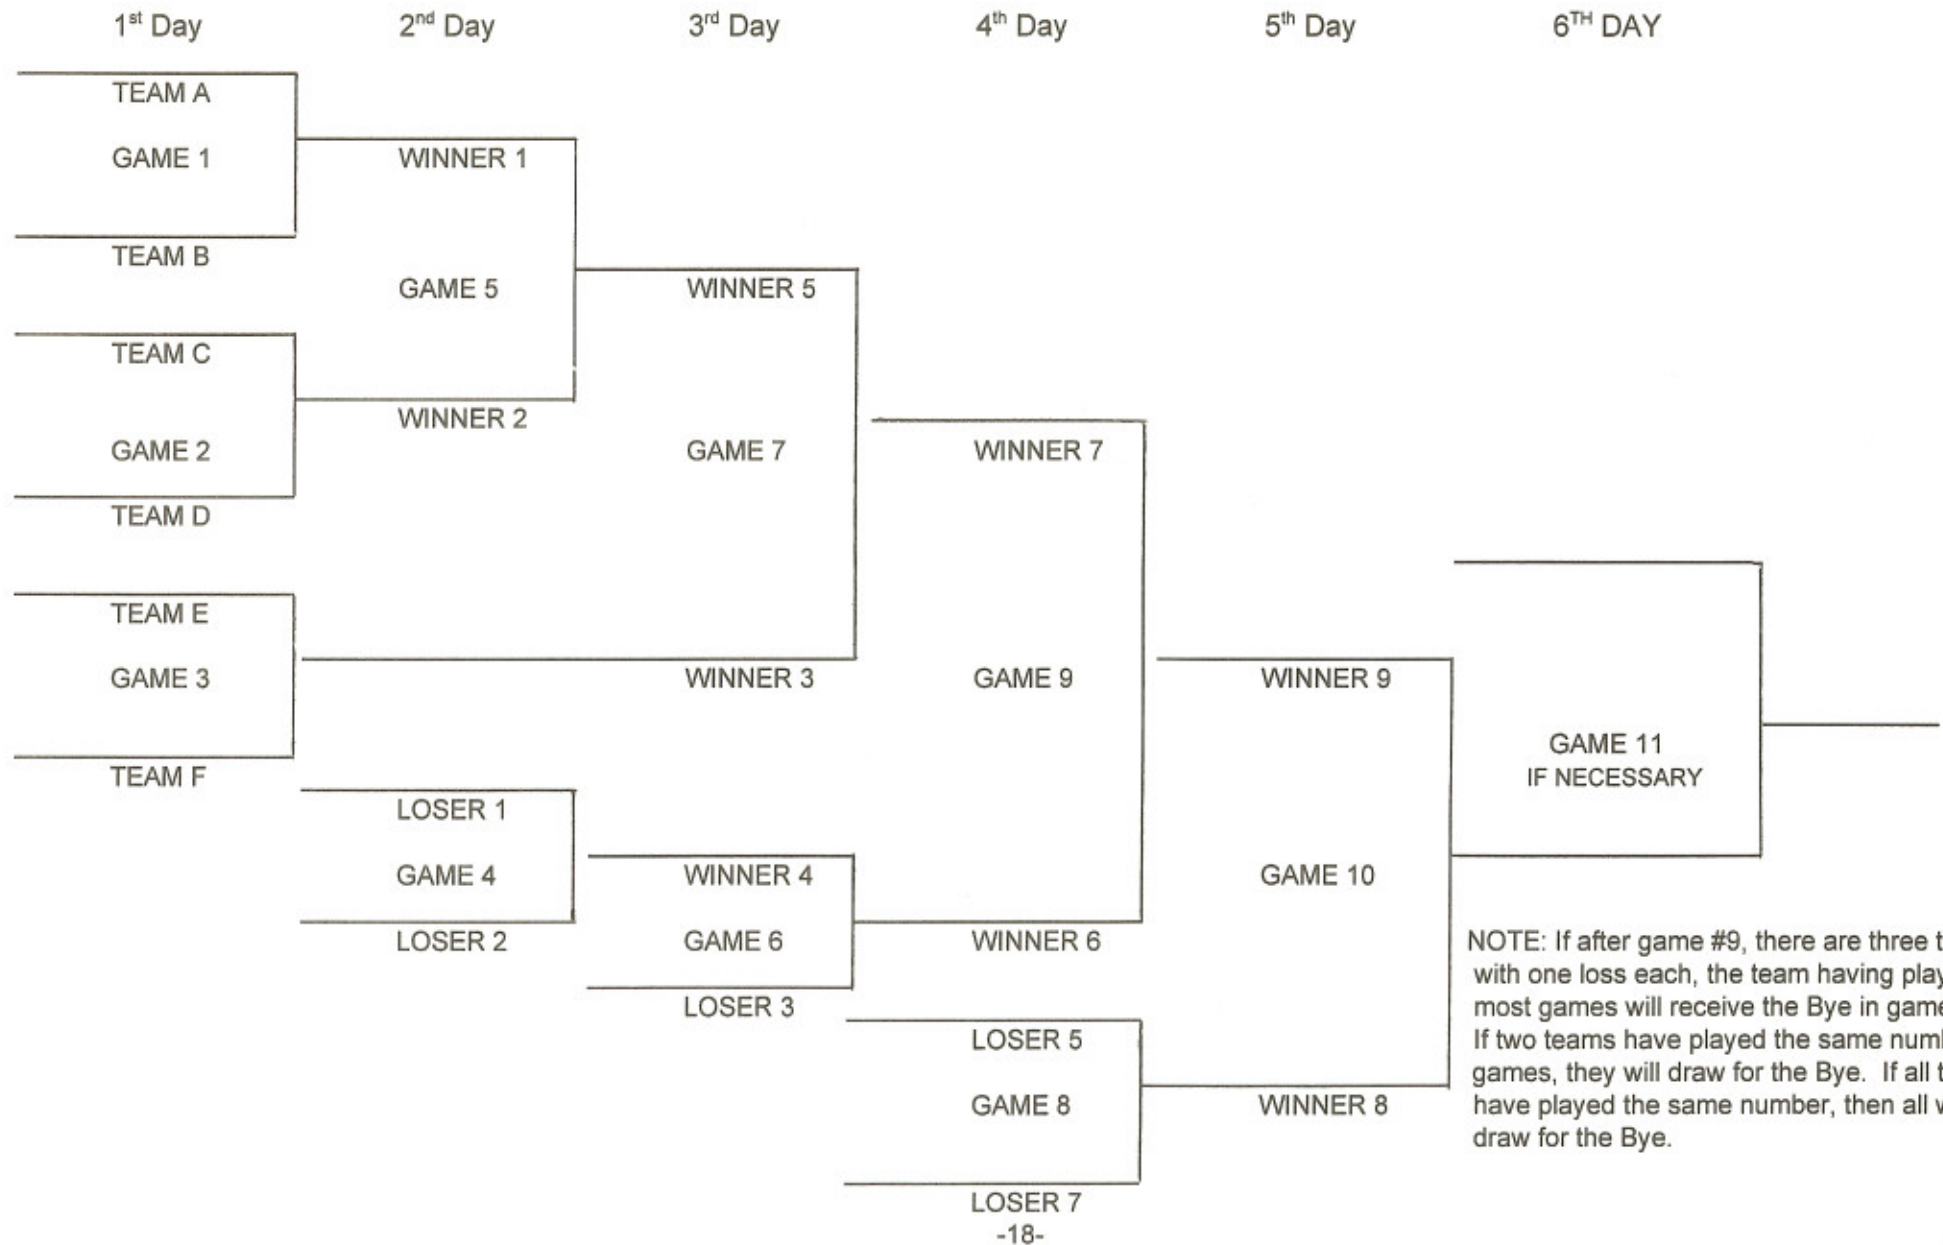 1st Day 2nd Day 3rd Day 4th Day 5th Day 6TH DAY
TEAM A
GAME 1
TEAM B
TEAM C
GAME 2
TEAM D
TEAM E
GAME 3
TEAM F
WINNER 1
GAME 5
WINNER 2
LOSER 1
GAME 4
LOSER 2
WINNER 5
GAME 7
WINNER 3
WINNER 4
GAME 6
LOSER 3
WINNER 7
GAME 9
WINNER 6
LOSER 5
GAME 8
LOSER 7
WINNER 9
GAME 10
WINNER 8
GAME 11
IF NECESSARY
NOTE: If after game #9, there are three
with one loss each, the team having
most games will receive the Bye in
If two teams have played the same
games, they will draw for the Bye. If all
have played the same number, then all
draw for the Bye.
-18-